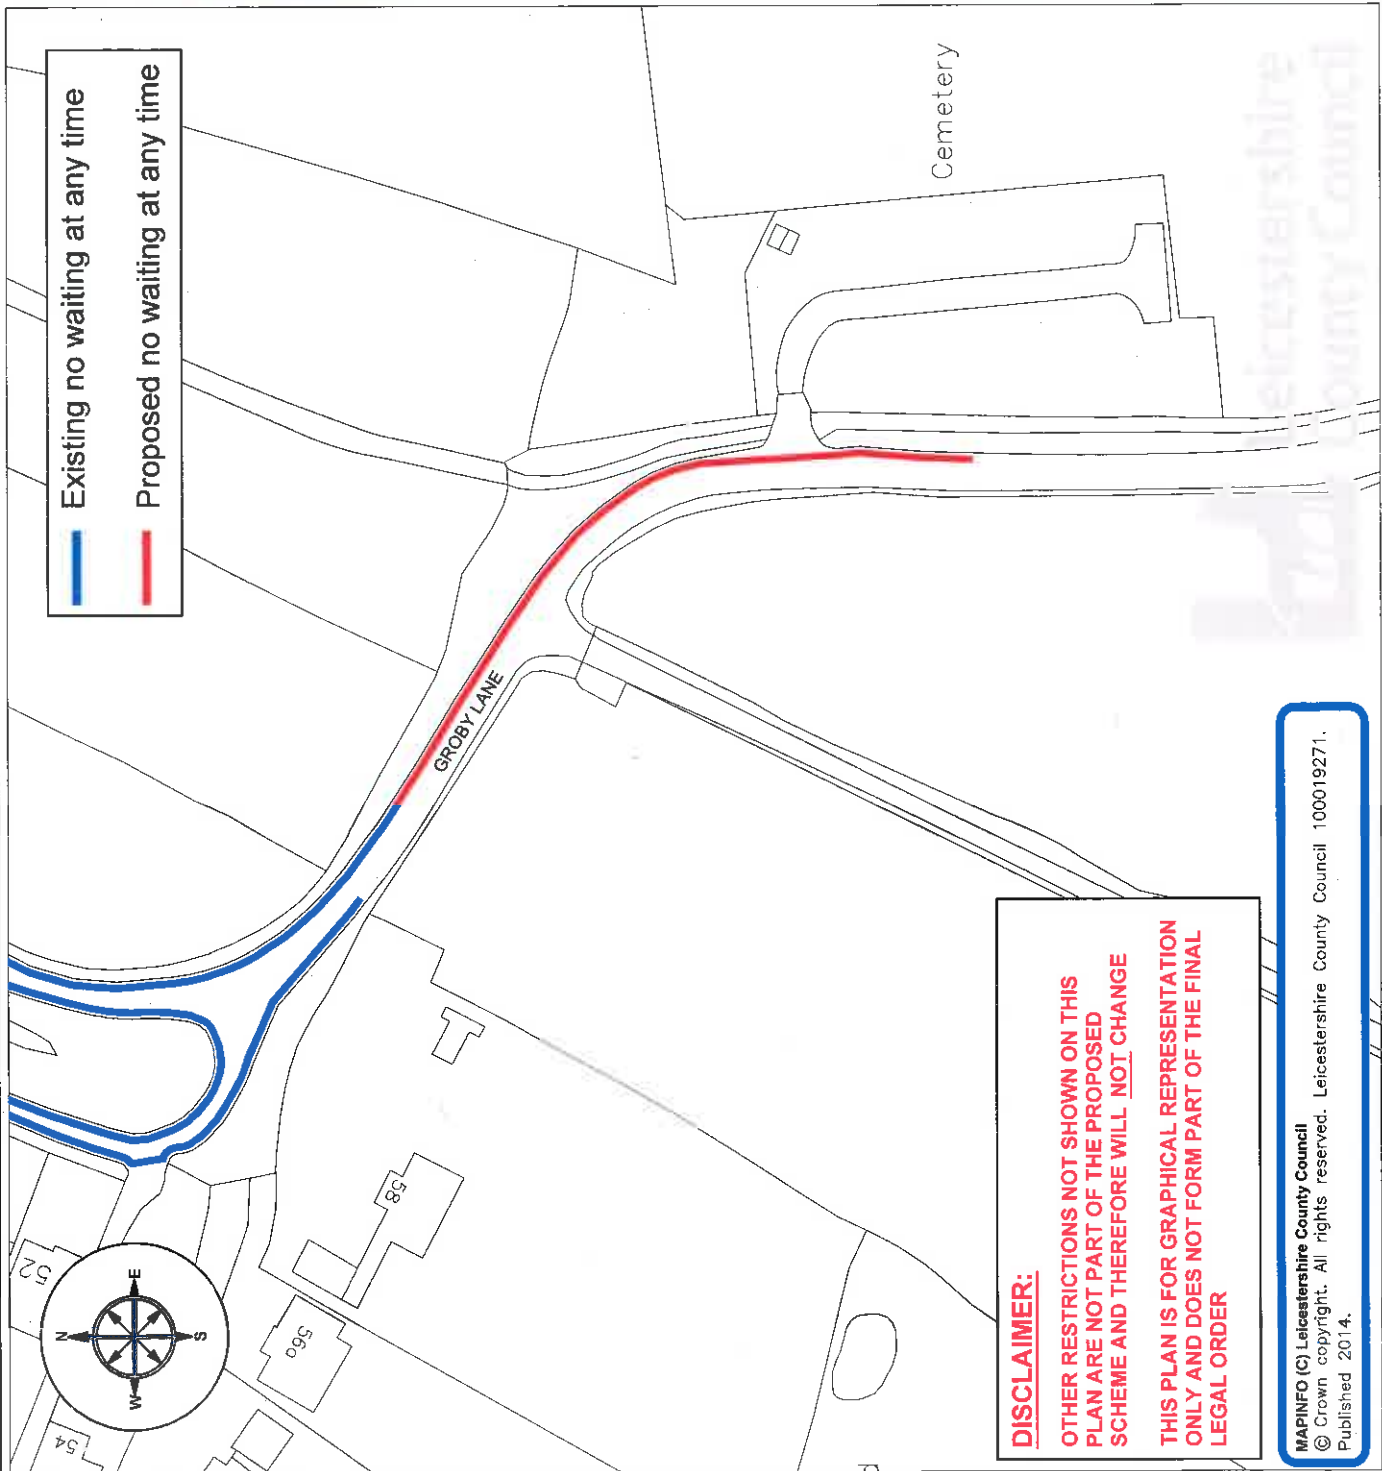 Existing no waiting at any time
Proposed no waiting at any time
Cemetery
GROBY LANE
52
54
56a
58
N
E
S
W
Leicestershire
County Council
DISCLAIMER:
OTHER RESTRICTIONS NOT SHOWN ON THIS
PLAN ARE NOT PART OF THE PROPOSED
SCHEME AND THEREFORE WILL NOT CHANGE
THIS PLAN IS FOR GRAPHICAL REPRESENTATION
ONLY AND DOES NOT FORM PART OF THE FINAL
LEGAL ORDER
MAPINFO (C) Leicestershire County Council
© Crown copyright. All rights reserved. Leicestershire County Council 100019271.
Published 2014.